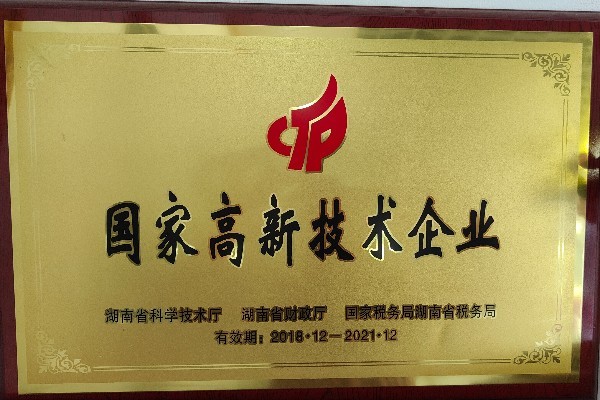 国家高新技术企业
湖南省科学技术厅 湖南省财政厅 国家税务局湖南省税务局
有效期：2018·12－2021·12